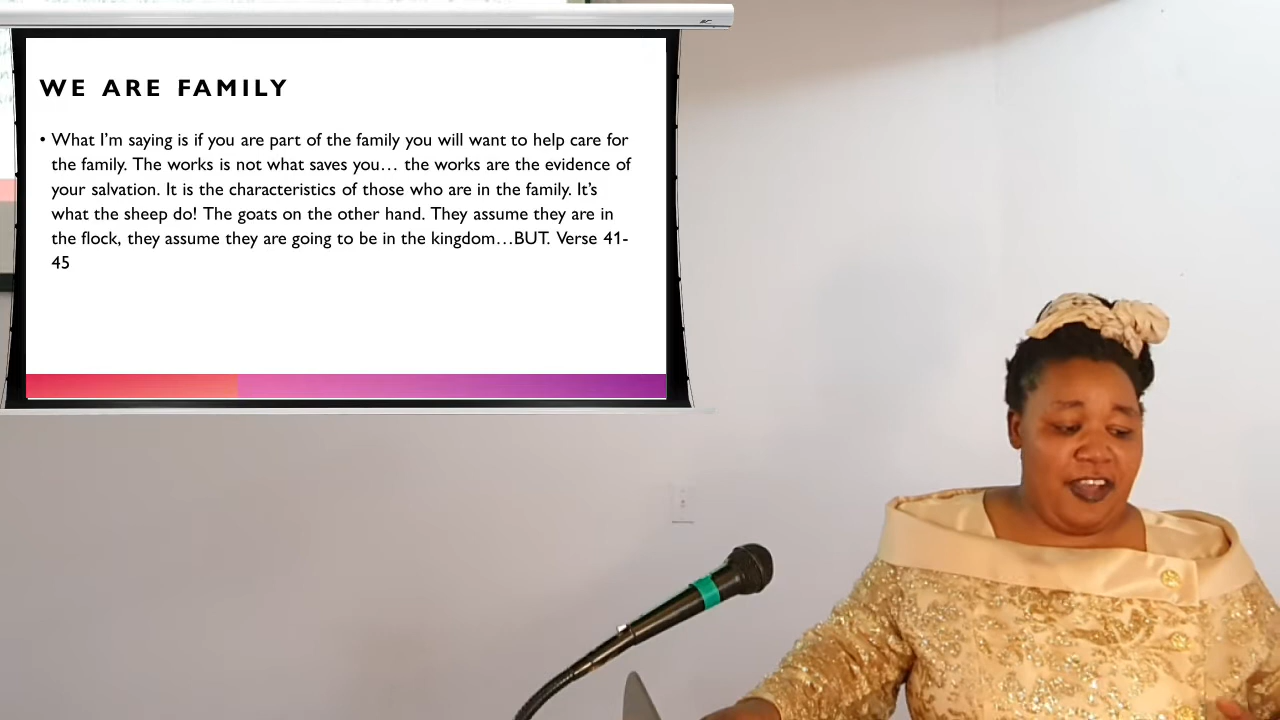 WE ARE FAMILY
• What I'm saying is if you are part of the family you will want to help care for
the family. The works is not what saves you… the works are the evidence of
your salvation. It is the characteristics of those who are in the family. It's
what the sheep do! The goats on the other hand. They assume they are in
the flock, they assume they are going to be in the kingdom…BUT. Verse 41-
45